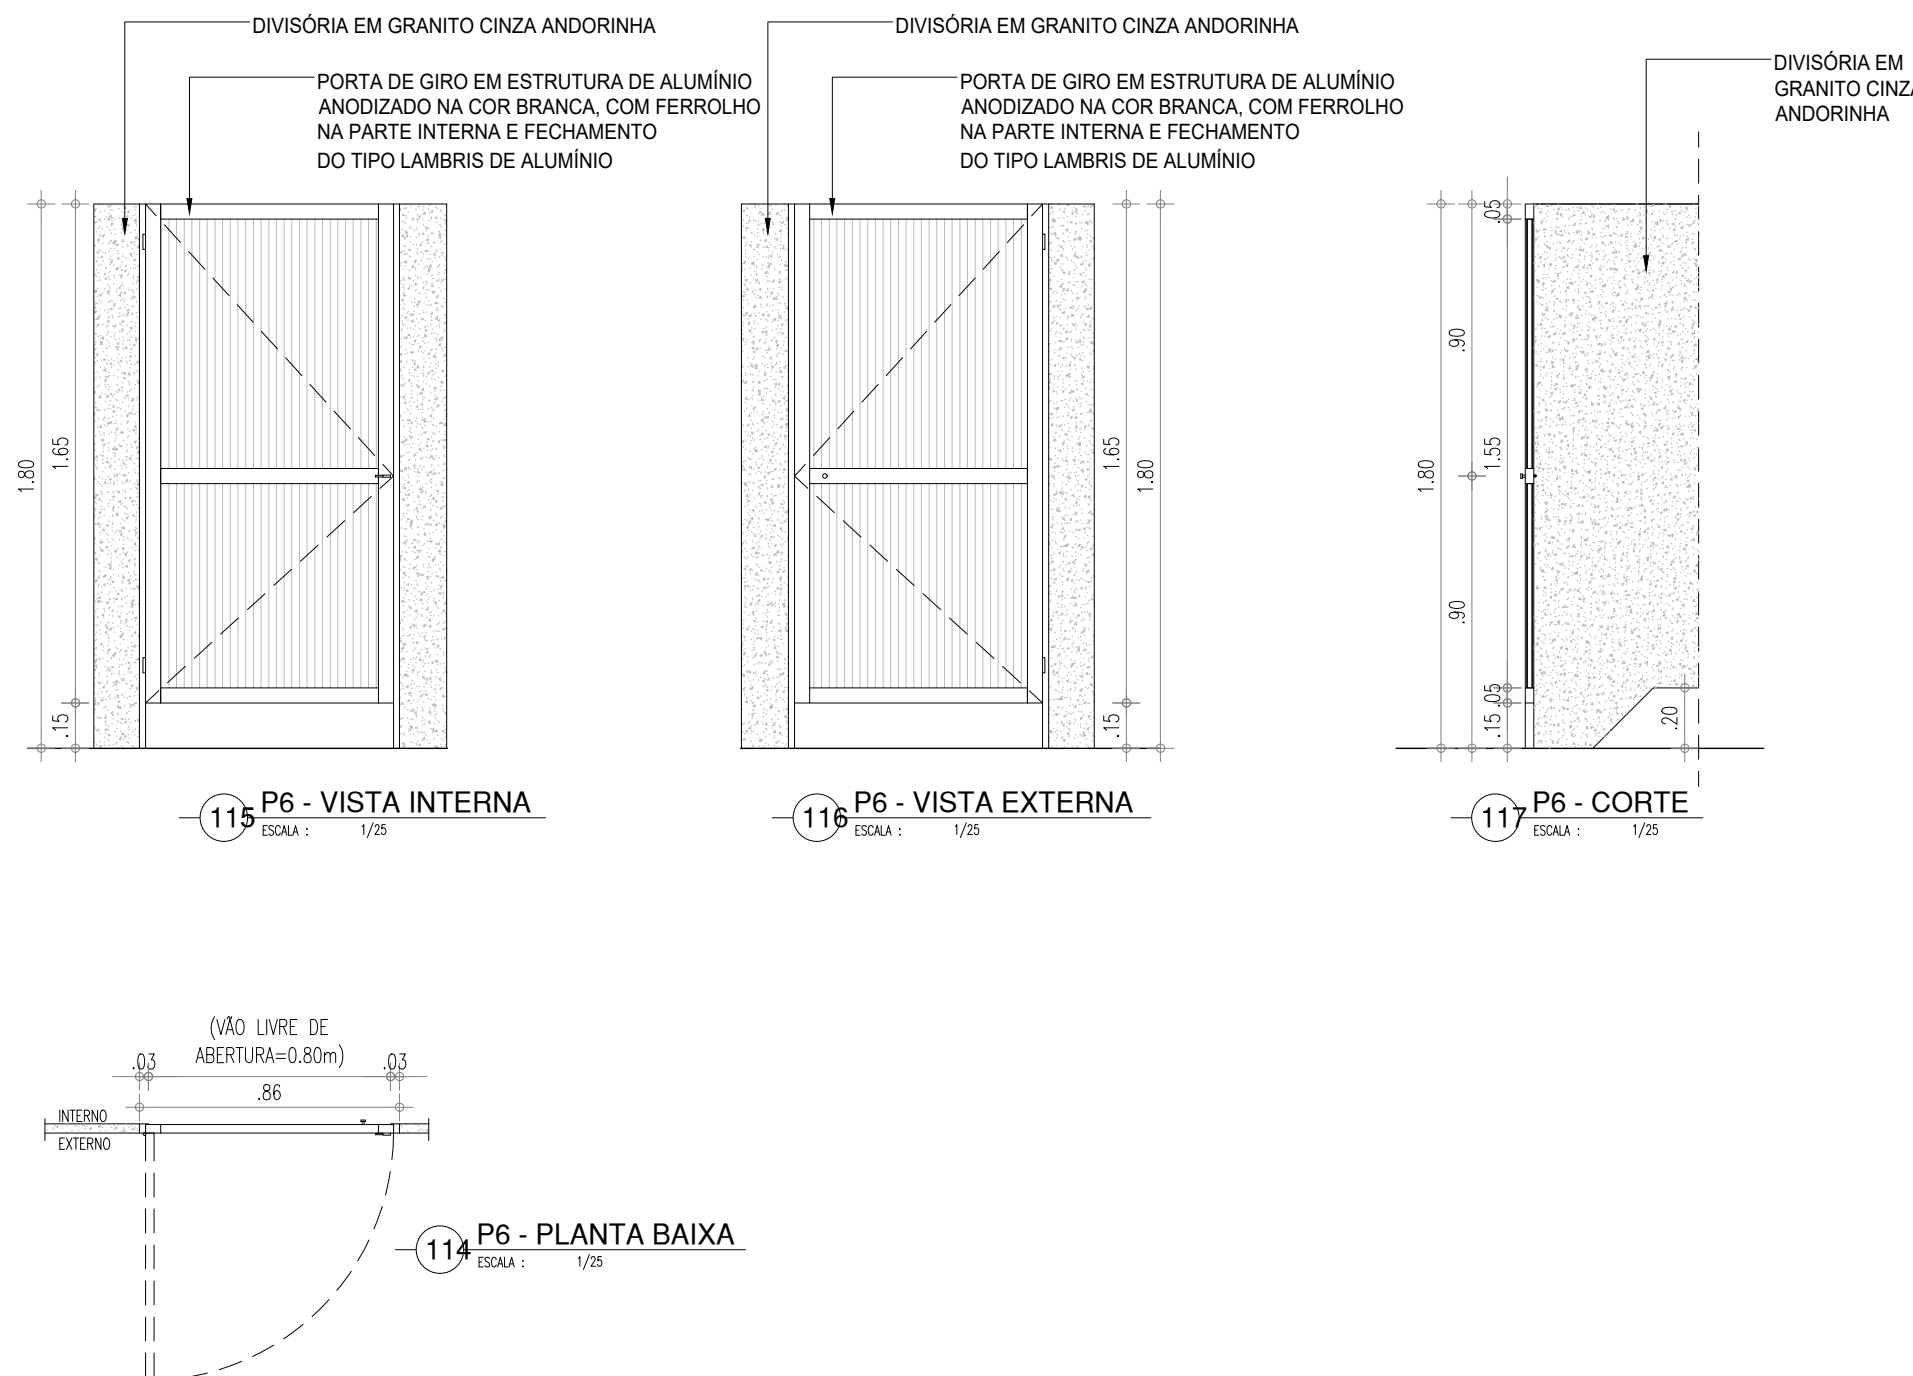 DIVISÓRIA EM GRANITO CINZA ANDORINHA
PORTA DE GIRO EM ESTRUTURA DE ALUMÍNIO
ANODIZADO NA COR BRANCA, COM FERROLHO
NA PARTE INTERNA E FECHAMENTO
DO TIPO LAMBRIS DE ALUMÍNIO
1.80
1.65
.15
115
P6 - VISTA INTERNA
ESCALA : 1/25
DIVISÓRIA EM GRANITO CINZA ANDORINHA
PORTA DE GIRO EM ESTRUTURA DE ALUMÍNIO
ANODIZADO NA COR BRANCA, COM FERROLHO
NA PARTE INTERNA E FECHAMENTO
DO TIPO LAMBRIS DE ALUMÍNIO
1.65
1.80
.15
116
P6 - VISTA EXTERNA
ESCALA : 1/25
DIVISÓRIA EM
GRANITO CINZA
ANDORINHA
.05
.90
1.80
1.55
.90
.05
.15
.20
117
P6 - CORTE
ESCALA : 1/25
(VÃO LIVRE DE
ABERTURA=0.80m)
.03
.03
.86
INTERNO
EXTERNO
114
P6 - PLANTA BAIXA
ESCALA : 1/25